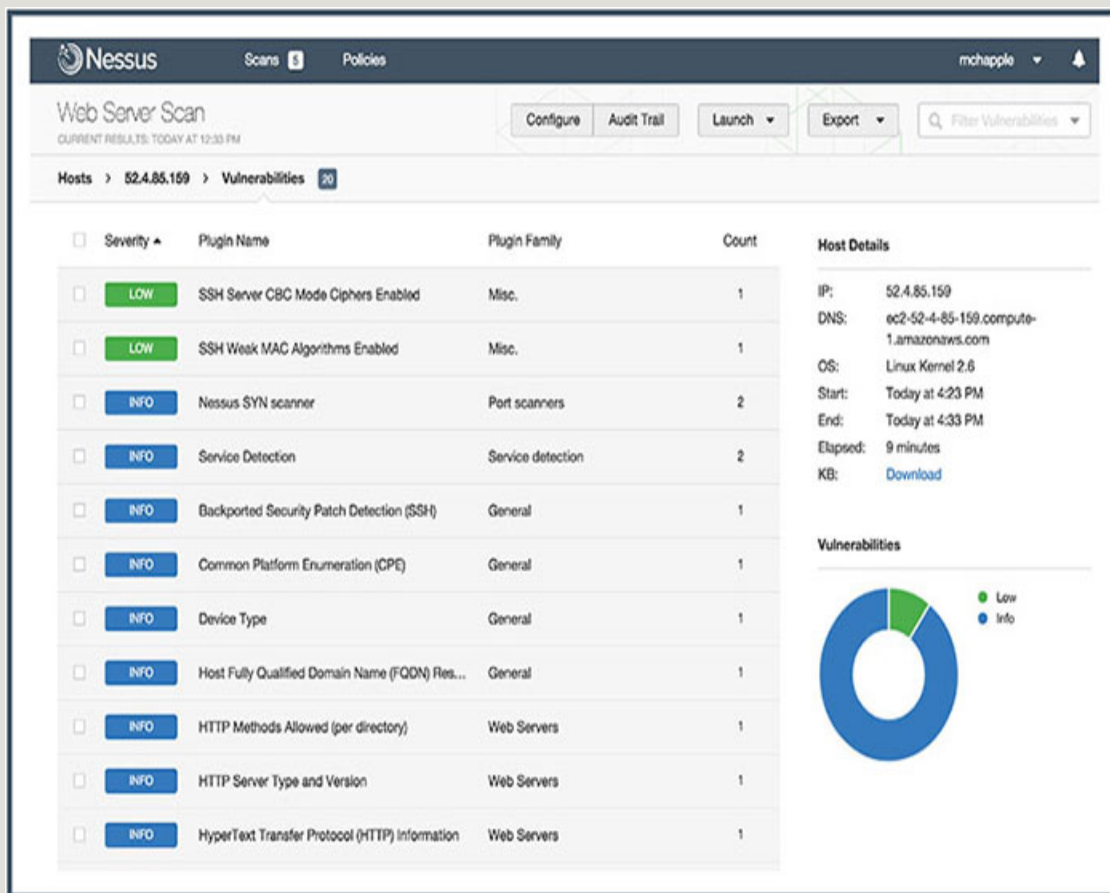 Nessus Scans 5 Policies mchapple
Web Server Scan
CURRENT RESULTS: TODAY AT 12:33 PM
Configure Audit Trail Launch Export Filter Vulnerabilities
Hosts > 52.4.85.159 > Vulnerabilities 20
Severity Plugin Name Plugin Family Count
LOW SSH Server CBC Mode Ciphers Enabled Misc. 1
LOW SSH Weak MAC Algorithms Enabled Misc. 1
INFO Nessus SYN scanner Port scanners 2
INFO Service Detection Service detection 2
INFO Backported Security Patch Detection (SSH) General 1
INFO Common Platform Enumeration (CPE) General 1
INFO Device Type General 1
INFO Host Fully Qualified Domain Name (FQDN) Res... General 1
INFO HTTP Methods Allowed (per directory) Web Servers 1
INFO HTTP Server Type and Version Web Servers 1
INFO HyperText Transfer Protocol (HTTP) Information Web Servers 1
Host Details
IP: 52.4.85.159
DNS: ec2-52-4-85-159.compute-
1.amazonaws.com
OS: Linux Kernel 2.6
Start: Today at 4:23 PM
End: Today at 4:33 PM
Elapsed: 9 minutes
KB: Download
Vulnerabilities
Low
Info